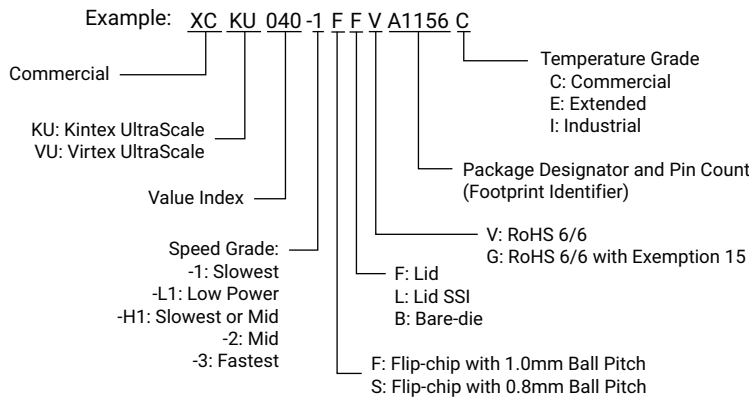 Example: XC KU 040 -1 F F V A1156 C
Commercial
Temperature Grade
C: Commercial
E: Extended
I: Industrial
KU: Kintex UltraScale
VU: Virtex UltraScale
Package Designator and Pin Count
(Footprint Identifier)
Value Index
V: RoHS 6/6
G: RoHS 6/6 with Exemption 15
Speed Grade:
-1: Slowest
-L1: Low Power
-H1: Slowest or Mid
-2: Mid
-3: Fastest
F: Lid
L: Lid SSI
B: Bare-die
F: Flip-chip with 1.0mm Ball Pitch
S: Flip-chip with 0.8mm Ball Pitch